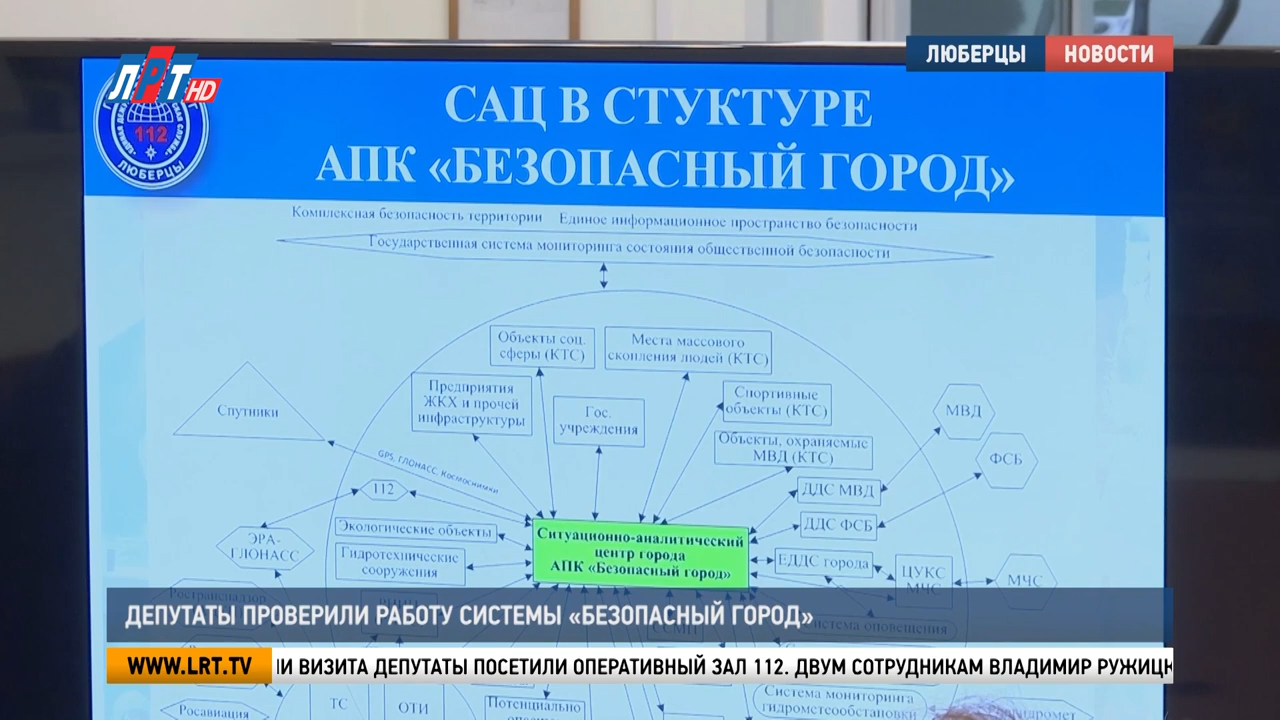 ЛРТ HD
ЛЮБЕРЦЫ НОВОСТИ
112
ЛЮБЕРЦЫ
САЦ В СТУКТУРЕ
АПК «БЕЗОПАСНЫЙ ГОРОД»
Комплексная безопасность территории Единое информационное пространство безопасности
Государственная система мониторинга состояния общественной безопасности
Объекты соц.
сферы (КТС)
Места массового
скопления людей (КТС)
Предприятия
ЖКХ и прочей
инфраструктуры
Гос.
учреждения
Спортивные
объекты (КТС)
Объекты, охраняемые
МВД (КТС)
Спутники
GPS, ГЛОНАСС, Космоснимки
МВД
ФСБ
112
ДДС МВД
ДДС ФСБ
ЭРА-
ГЛОНАСС
Экологические объекты
Гидротехнические
сооружения
Ситуационно-аналитический
центр города
АПК «Безопасный город»
ЕДДС города
ЦУКС
МЧС
МЧС
Ространснадзор
Система оповещения
ДЕПУТАТЫ ПРОВЕРИЛИ РАБОТУ СИСТЕМЫ «БЕЗОПАСНЫЙ ГОРОД»
WWW.LRT.TV
ИИ ВИЗИТА ДЕПУТАТЫ ПОСЕТИЛИ ОПЕРАТИВНЫЙ ЗАЛ 112. ДВУМ СОТРУДНИКАМ ВЛАДИМИР РУЖИЦК
Росавиация
ТС
ОТИ
Потенциально
Система мониторинга
гидрометеообстановки